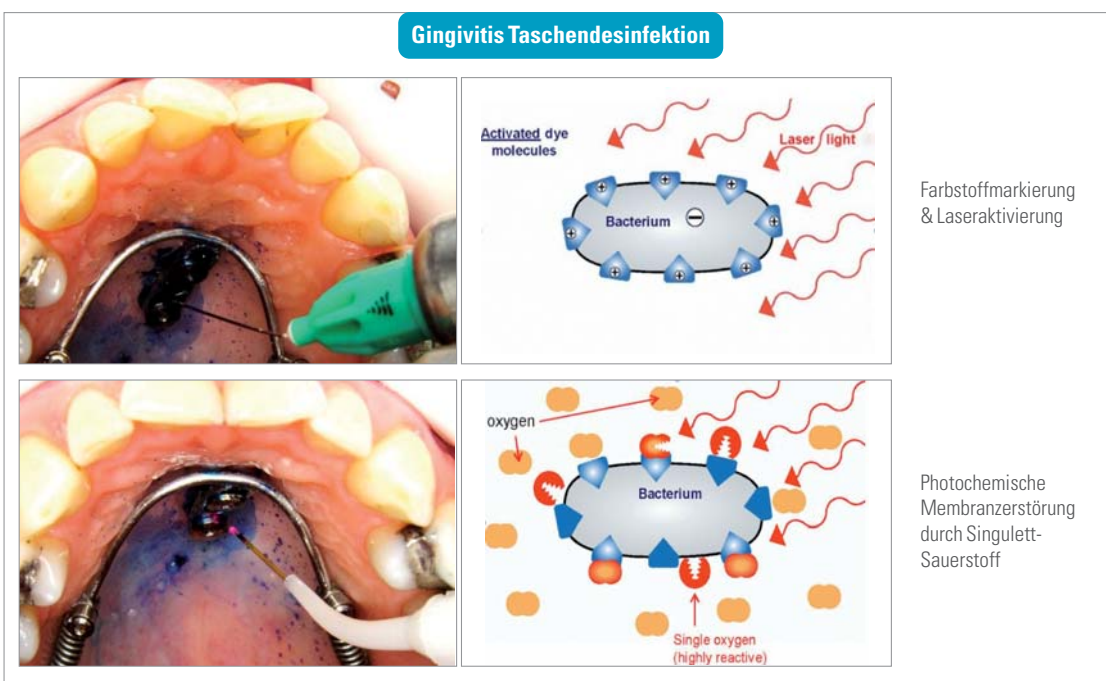 Gingivitis Taschendesinfektion
Activated dye
molecules
Laser light
Bacterium
Farbstoffmarkierung
& Laseraktivierung
oxygen
Bacterium
Single oxygen
(highly reactive)
Photochemische
Membranzerstörung
durch Singulett-
Sauerstoff